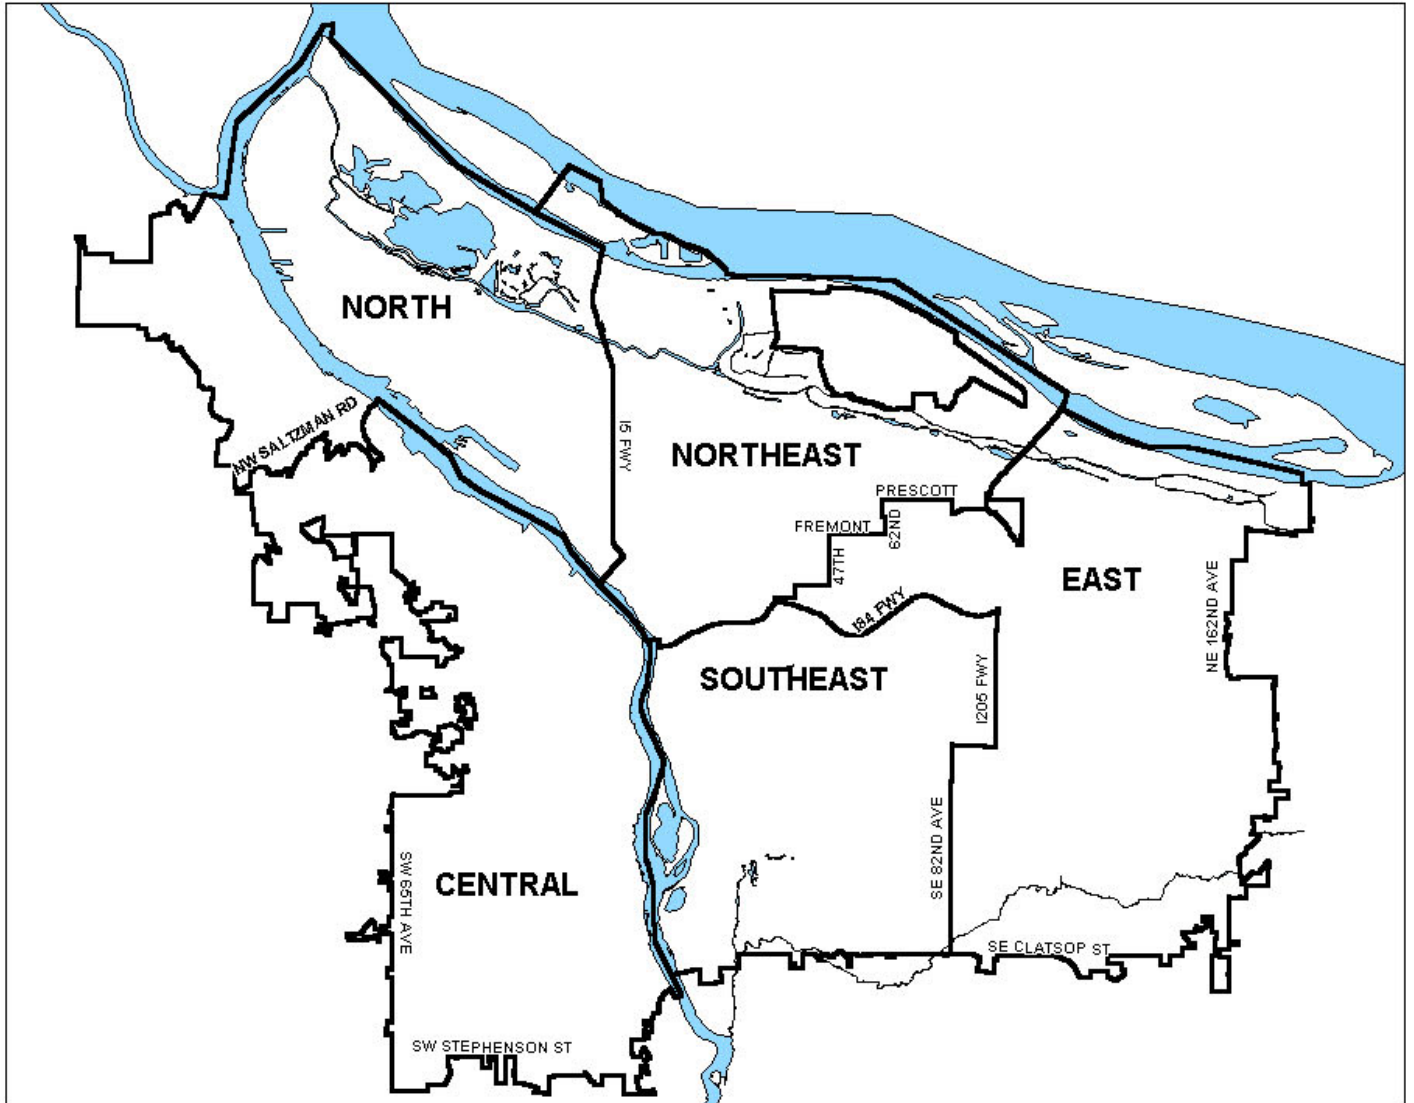 NORTH
NW SALTZMAN RD
I5 FWY
NORTHEAST
PRESCOTT
FREMONT
62ND
47TH
EAST
I84 FWY
NE 162ND AVE
SOUTHEAST
I205 FWY
SE 82ND AVE
CENTRAL
SW 65TH AVE
SE CLATSOP ST
SW STEPHENSON ST